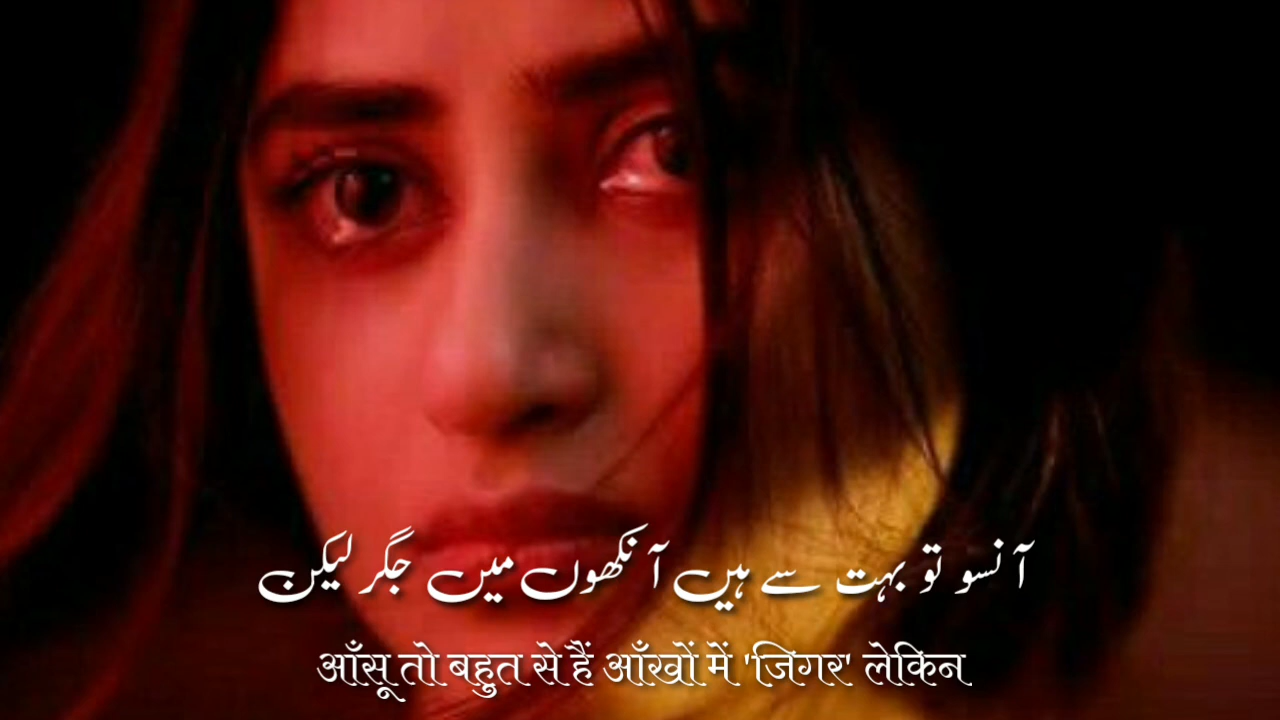 آنسو تو بہت سے ہیں آنکھوں میں جگر لیکن
आँसू तो बहुत से हैं आँखों में 'जिगर' लेकिन